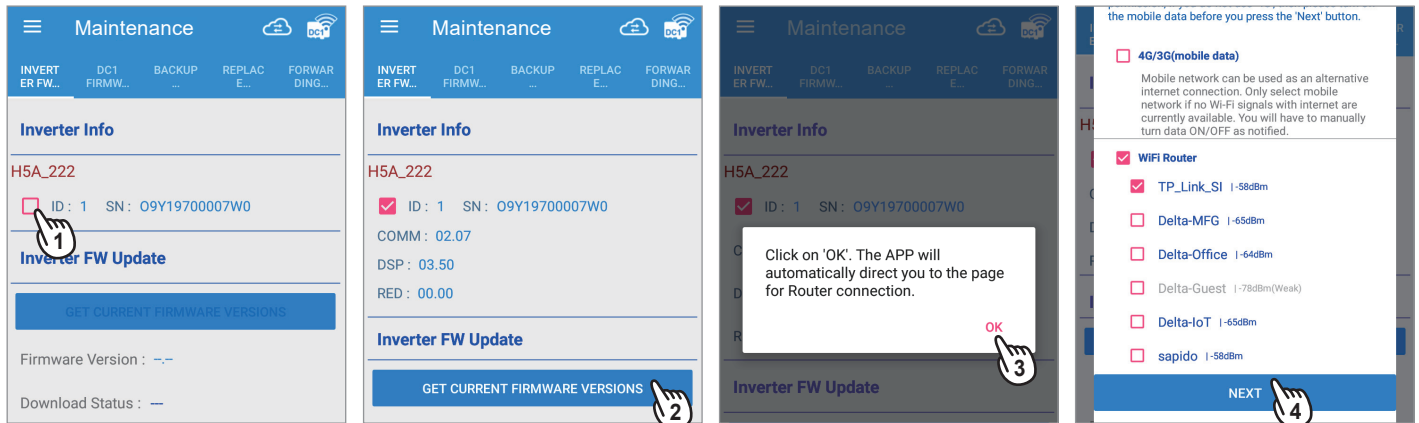 Maintenance
DC1
INVERT
ER FW...
DC1
FIRMW...
BACKUP
...
REPLAC
E...
FORWAR
DING...
Inverter Info
H5A_222
ID : 1 SN : O9Y19700007W0
1
Inverter FW Update
GET CURRENT FIRMWARE VERSIONS
Firmware Version : –.–
Download Status : ---
Maintenance
DC1
INVERT
ER FW...
DC1
FIRMW...
BACKUP
...
REPLAC
E...
FORWAR
DING...
Inverter Info
H5A_222
ID : 1 SN : O9Y19700007W0
COMM : 02.07
DSP : 03.50
RED : 00.00
Inverter FW Update
GET CURRENT FIRMWARE VERSIONS
2
Maintenance
DC1
INVERT
ER FW...
DC1
FIRMW...
BACKUP
...
REPLAC
E...
FORWAR
DING...
Inverter Info
H5A_222
ID : 1 SN : O9Y19700007W0
Click on 'OK'. The APP will
automatically direct you to the page
for Router connection.
OK
3
Inverter FW Update
the mobile data before you press the 'Next' button.
4G/3G(mobile data)
Mobile network can be used as an alternative
internet connection. Only select mobile
network if no Wi-Fi signals with internet are
currently available. You will have to manually
turn data ON/OFF as notified.
WiFi Router
TP_Link_SI |-58dBm
Delta-MFG |-65dBm
Delta-Office |-64dBm
Delta-Guest |-78dBm(Weak)
Delta-IoT |-65dBm
sapido |-58dBm
NEXT
4